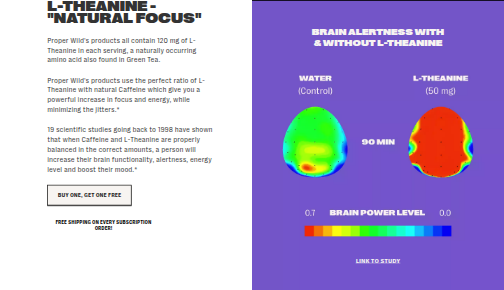 L-THEANINE -
"NATURAL FOCUS"
Proper Wild's products all contain 120 mg of L-
Theanine in each serving, a naturally occurring
amino acid also found in Green Tea.
Proper Wild's products use the perfect ratio of L-
Theanine with natural Caffeine which give you a
powerful increase in focus and energy, while
minimizing the jitters.*
19 scientific studies going back to 1998 have shown
that when Caffeine and L-Theanine are properly
balanced in the correct amounts, a person will
increase their brain functionality, alertness, energy
level and boost their mood.*
BUY ONE, GET ONE FREE
FREE SHIPPING ON EVERY SUBSCRIPTION
ORDER!
BRAIN ALERTNESS WITH
& WITHOUT L-THEANINE
WATER
(Control)
L-THEANINE
(50 mg)
90 MIN
0.7 BRAIN POWER LEVEL 0.0
LINK TO STUDY